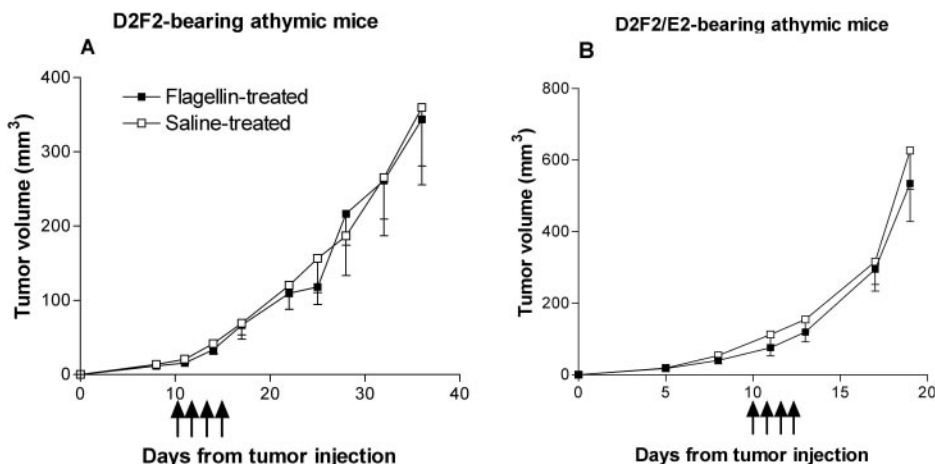 D2F2-bearing athymic mice
A
Flagellin-treated
Saline-treated
Tumor volume (mm³)
400
300
200
100
0
0
10
20
30
40
Days from tumor injection
D2F2/E2-bearing athymic mice
B
Tumor volume (mm³)
800
600
400
200
0
0
5
10
15
20
Days from tumor injection